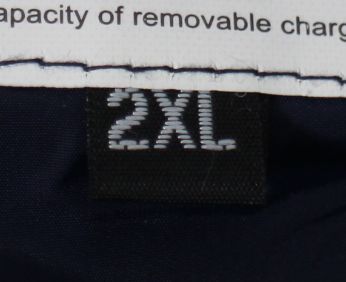 apacity of removable charg
2XL